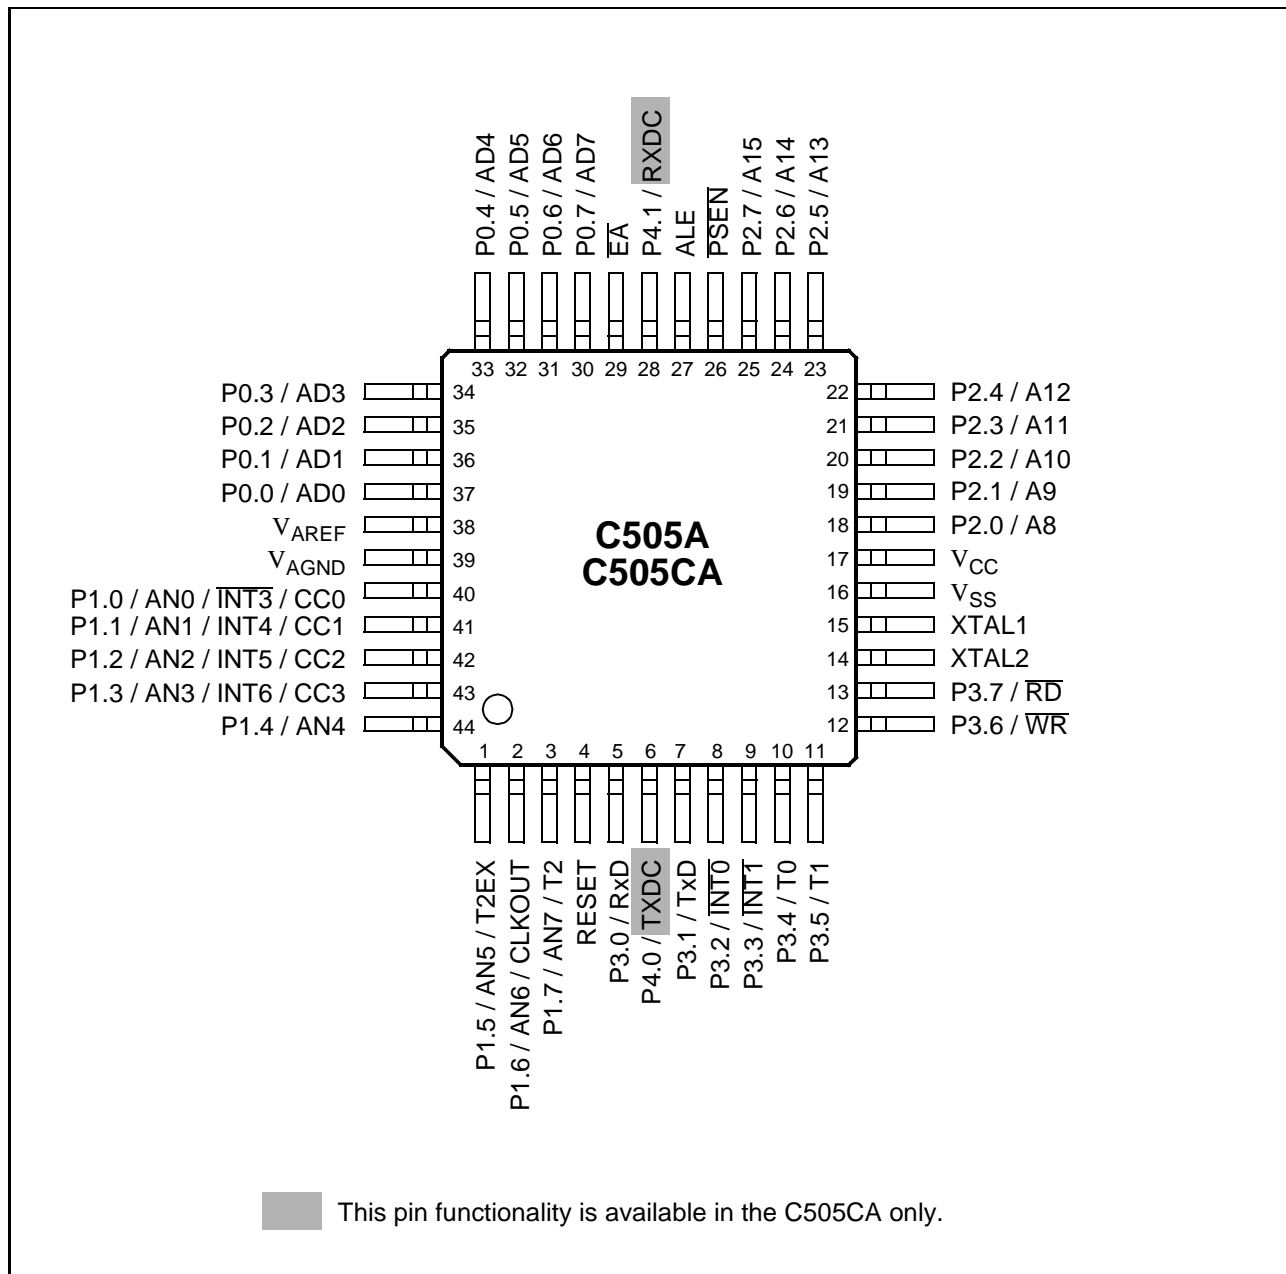 P0.4 / AD4
P0.5 / AD5
P0.6 / AD6
P0.7 / AD7
E̅A̅
P4.1 / RXDC
ALE
P̅S̅E̅N̅
P2.7 / A15
P2.6 / A14
P2.5 / A13
33 32 31 30 29 28 27 26 25 24 23
P0.3 / AD3 34
P0.2 / AD2 35
P0.1 / AD1 36
P0.0 / AD0 37
VAREF 38
VAGND 39
P1.0 / AN0 / I̅N̅T̅3̅ / CC0 40
P1.1 / AN1 / INT4 / CC1 41
P1.2 / AN2 / INT5 / CC2 42
P1.3 / AN3 / INT6 / CC3 43
P1.4 / AN4 44
C505A
C505CA
22 P2.4 / A12
21 P2.3 / A11
20 P2.2 / A10
19 P2.1 / A9
18 P2.0 / A8
17 VCC
16 VSS
15 XTAL1
14 XTAL2
13 P3.7 / R̅D̅
12 P3.6 / W̅R̅
1 2 3 4 5 6 7 8 9 10 11
P1.5 / AN5 / T2EX
P1.6 / AN6 / CLKOUT
P1.7 / AN7 / T2
RESET
P3.0 / RxD
P4.0 / TXDC
P3.1 / TxD
P3.2 / I̅N̅T̅0̅
P3.3 / I̅N̅T̅1̅
P3.4 / T0
P3.5 / T1
This pin functionality is available in the C505CA only.